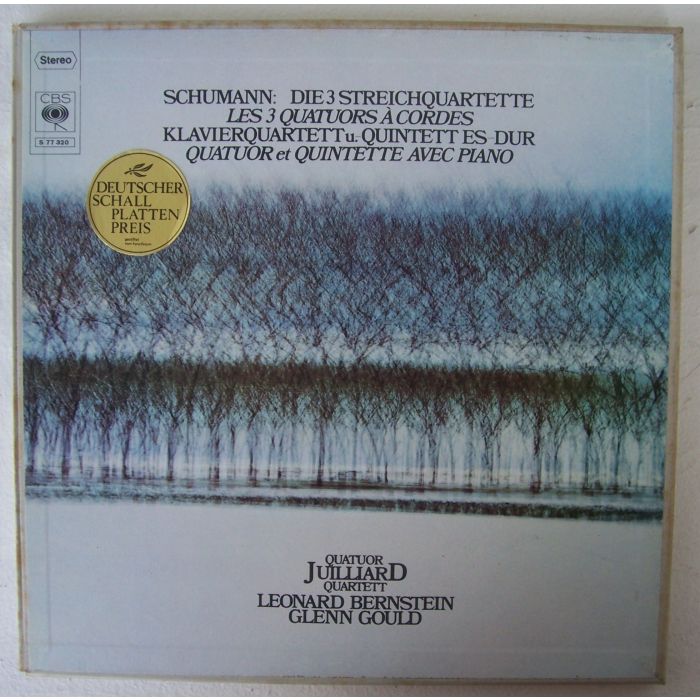 Stereo
CBS
S 77 320
SCHUMANN: DIE 3 STREICHQUARTETTE
LES 3 QUATUORS À CORDES
KLAVIERQUARTETT u. QUINTETT ES-DUR
QUATUOR et QUINTETTE AVEC PIANO
DEUTSCHER
SCHALL
PLATTEN
PREIS
QUATUOR
JUILLIARD
QUARTETT
LEONARD BERNSTEIN
GLENN GOULD